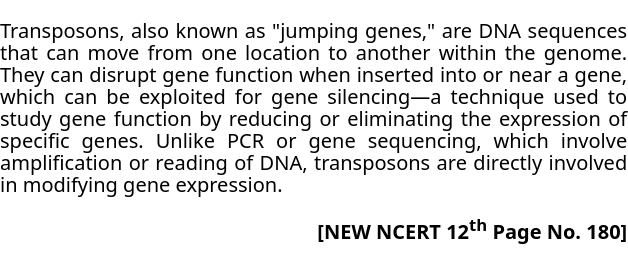 Transposons, also known as "jumping genes," are DNA sequences
that can move from one location to another within the genome.
They can disrupt gene function when inserted into or near a gene,
which can be exploited for gene silencing—a technique used to
study gene function by reducing or eliminating the expression of
specific genes. Unlike PCR or gene sequencing, which involve
amplification or reading of DNA, transposons are directly involved
in modifying gene expression.
[NEW NCERT 12th Page No. 180]